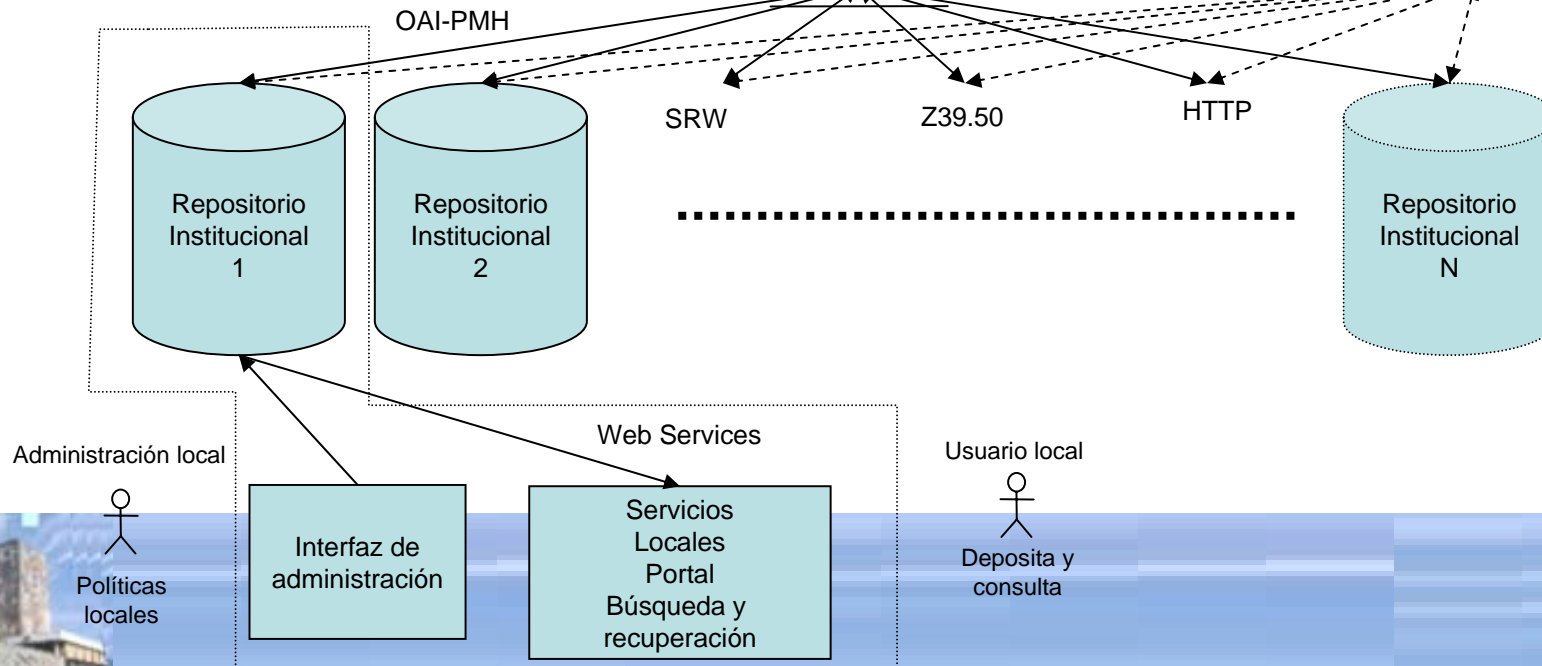 OAI-PMH
SRW
Z39.50
HTTP
Repositorio
Institucional
1
Repositorio
Institucional
2
Repositorio
Institucional
N
Web Services
Administración local
Políticas
locales
Interfaz de
administración
Servicios
Locales
Portal
Búsqueda y
recuperación
Usuario local
Deposita y
consulta